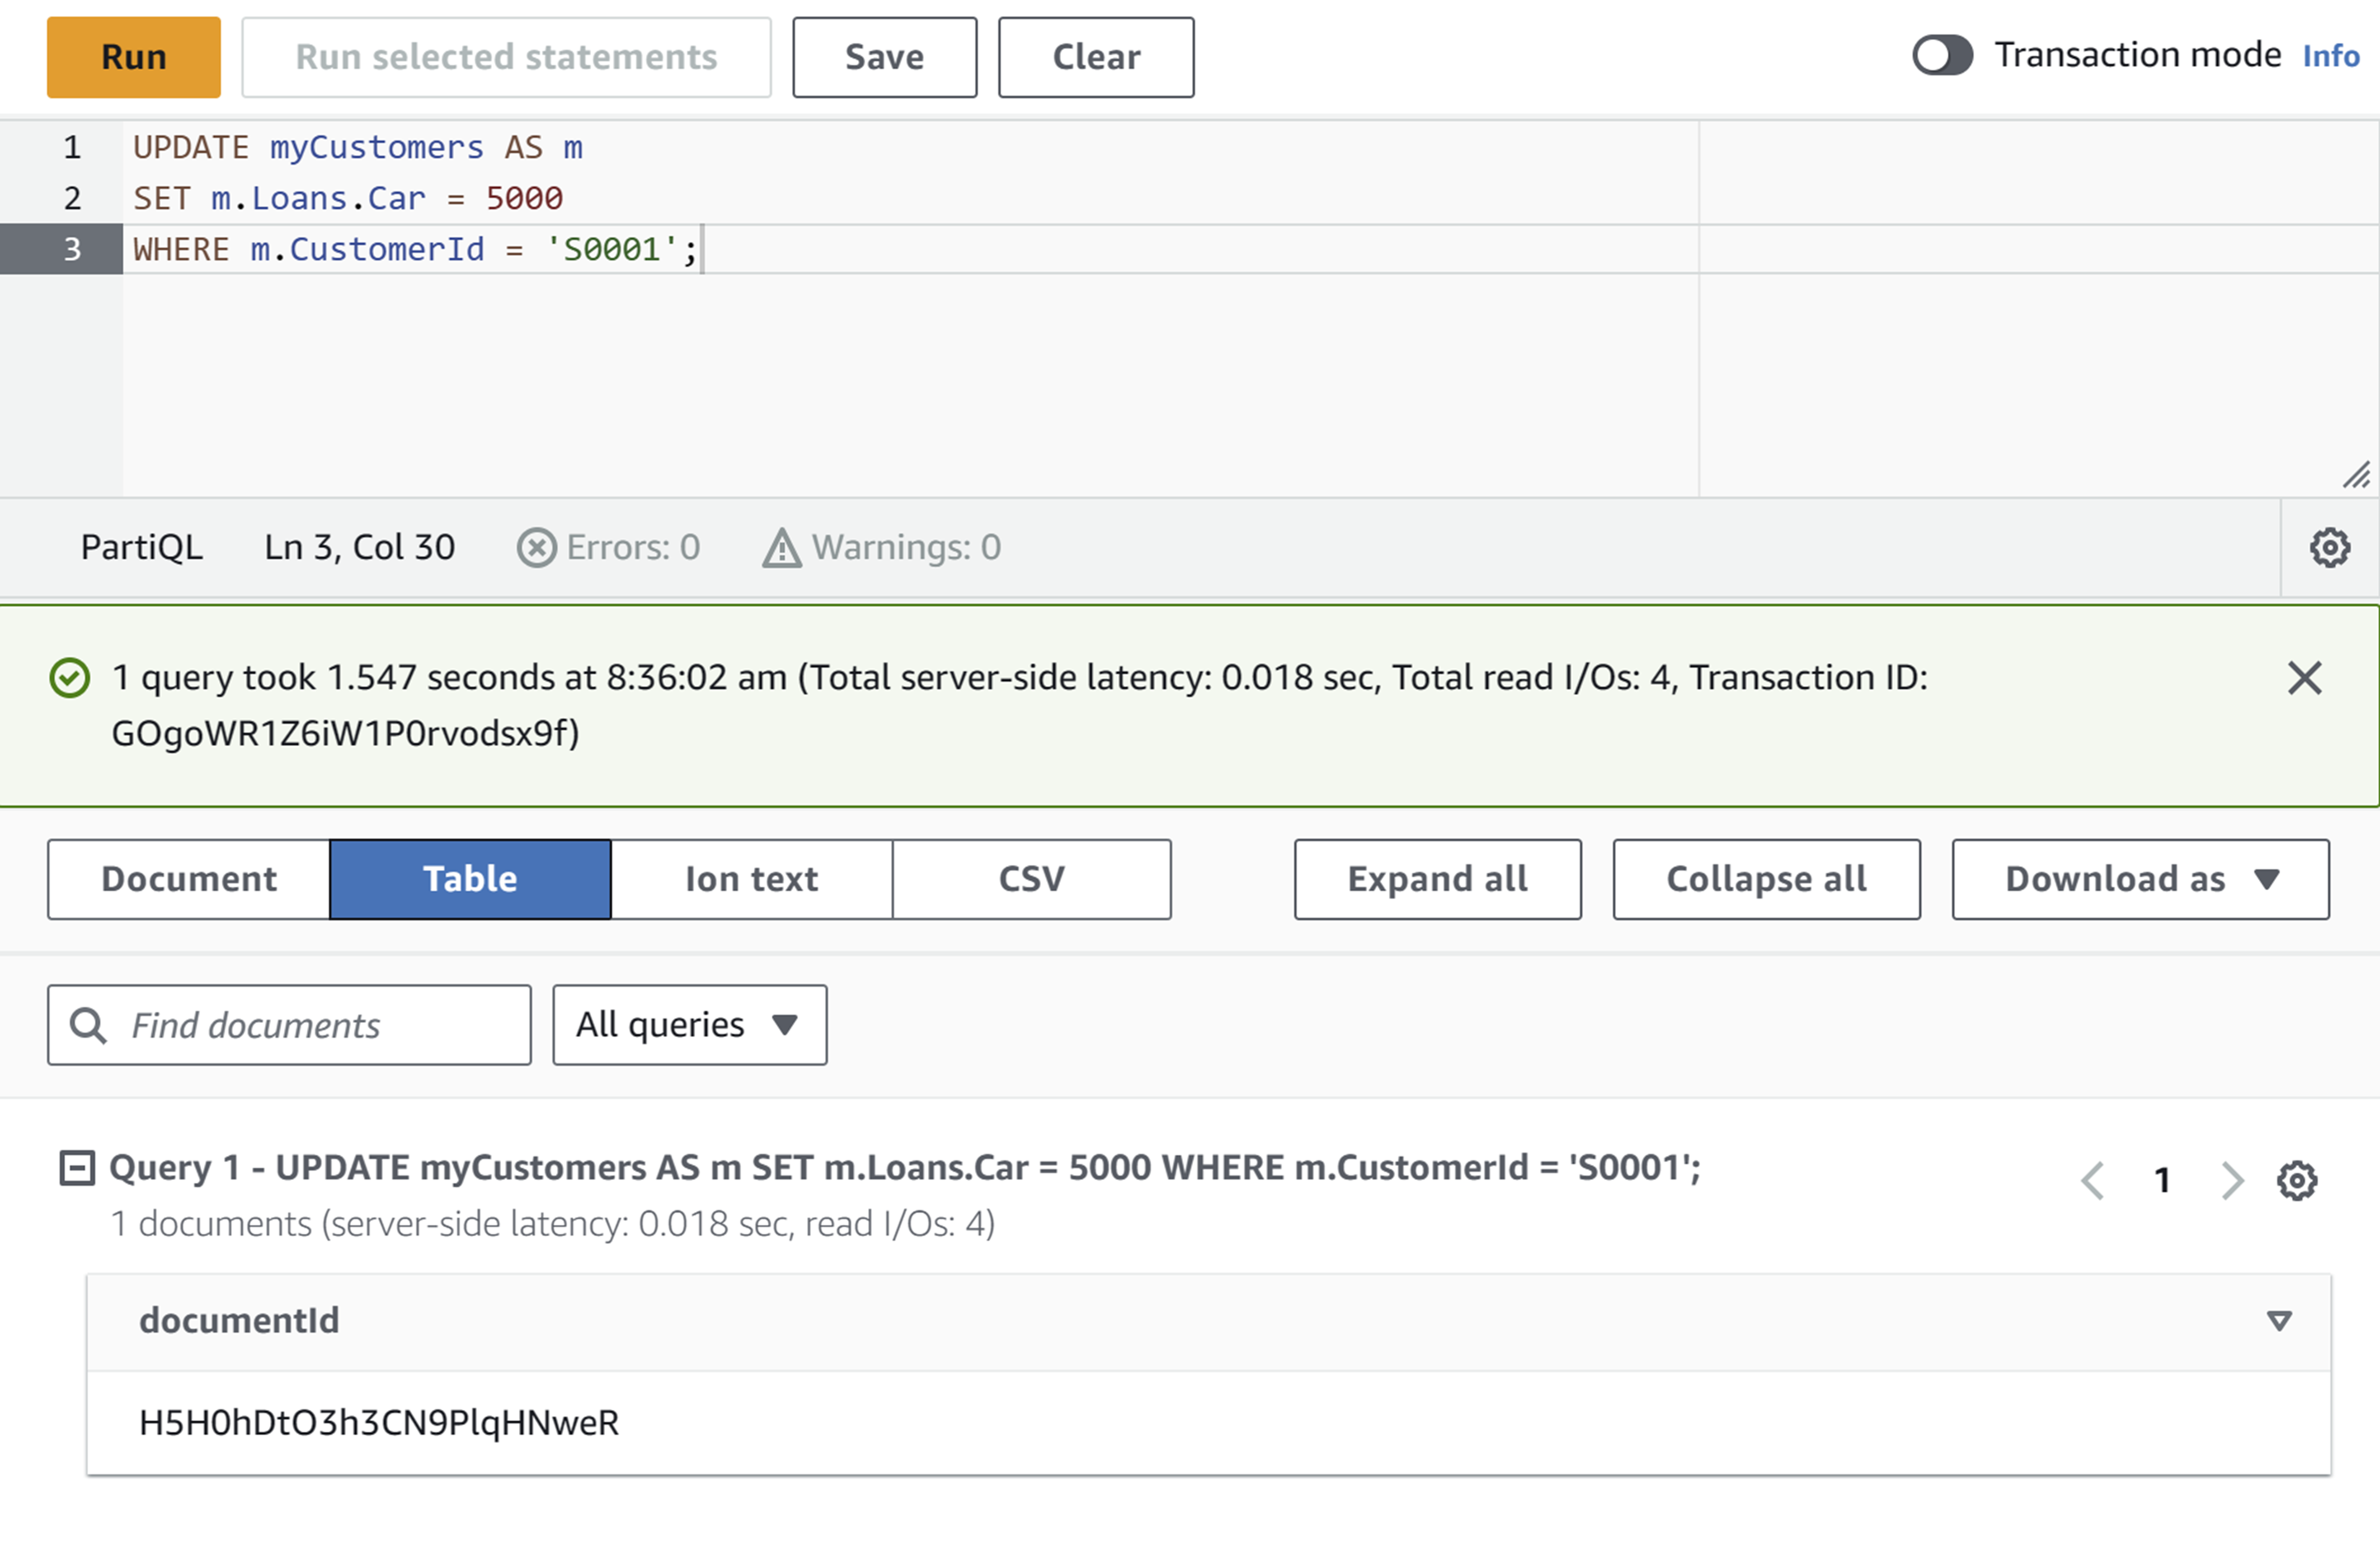 Run Run selected statements Save Clear Transaction mode Info
1 UPDATE myCustomers AS m
2 SET m.Loans.Car = 5000
3 WHERE m.CustomerId = 'S0001';
PartiQL Ln 3, Col 30 Errors: 0 Warnings: 0
1 query took 1.547 seconds at 8:36:02 am (Total server-side latency: 0.018 sec, Total read I/Os: 4, Transaction ID:
GOgoWR1Z6iW1P0rvodsx9f)
Document Table Ion text CSV Expand all Collapse all Download as
Find documents All queries
Query 1 - UPDATE myCustomers AS m SET m.Loans.Car = 5000 WHERE m.CustomerId = 'S0001'; 1
1 documents (server-side latency: 0.018 sec, read I/Os: 4)
documentId
H5H0hDtO3h3CN9PlqHNweR